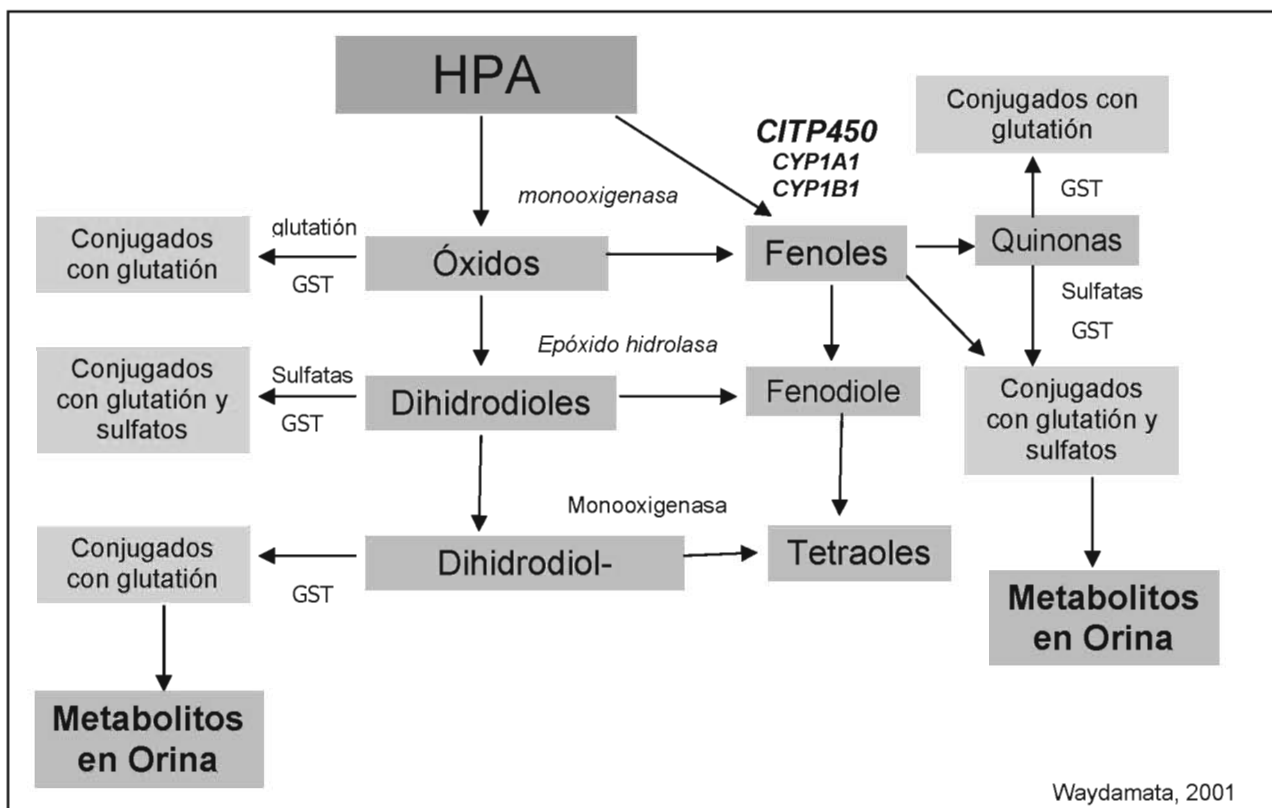 HPA
CITP450
CYP1A1
CYP1B1
Conjugados con
glutatión
GST
monooxigenasa
Conjugados
con glutatión
glutatión
GST
Óxidos
Fenoles
Quinonas
Sulfatas
GST
Epóxido hidrolasa
Conjugados
con glutatión y
sulfatos
Sulfatas
GST
Dihidrodioles
Fenodiole
Conjugados
con glutatión y
sulfatos
Monooxigenasa
Conjugados
con glutatión
GST
Dihidrodiol-
Tetraoles
Metabolitos
en Orina
Metabolitos
en Orina
Waydamata, 2001